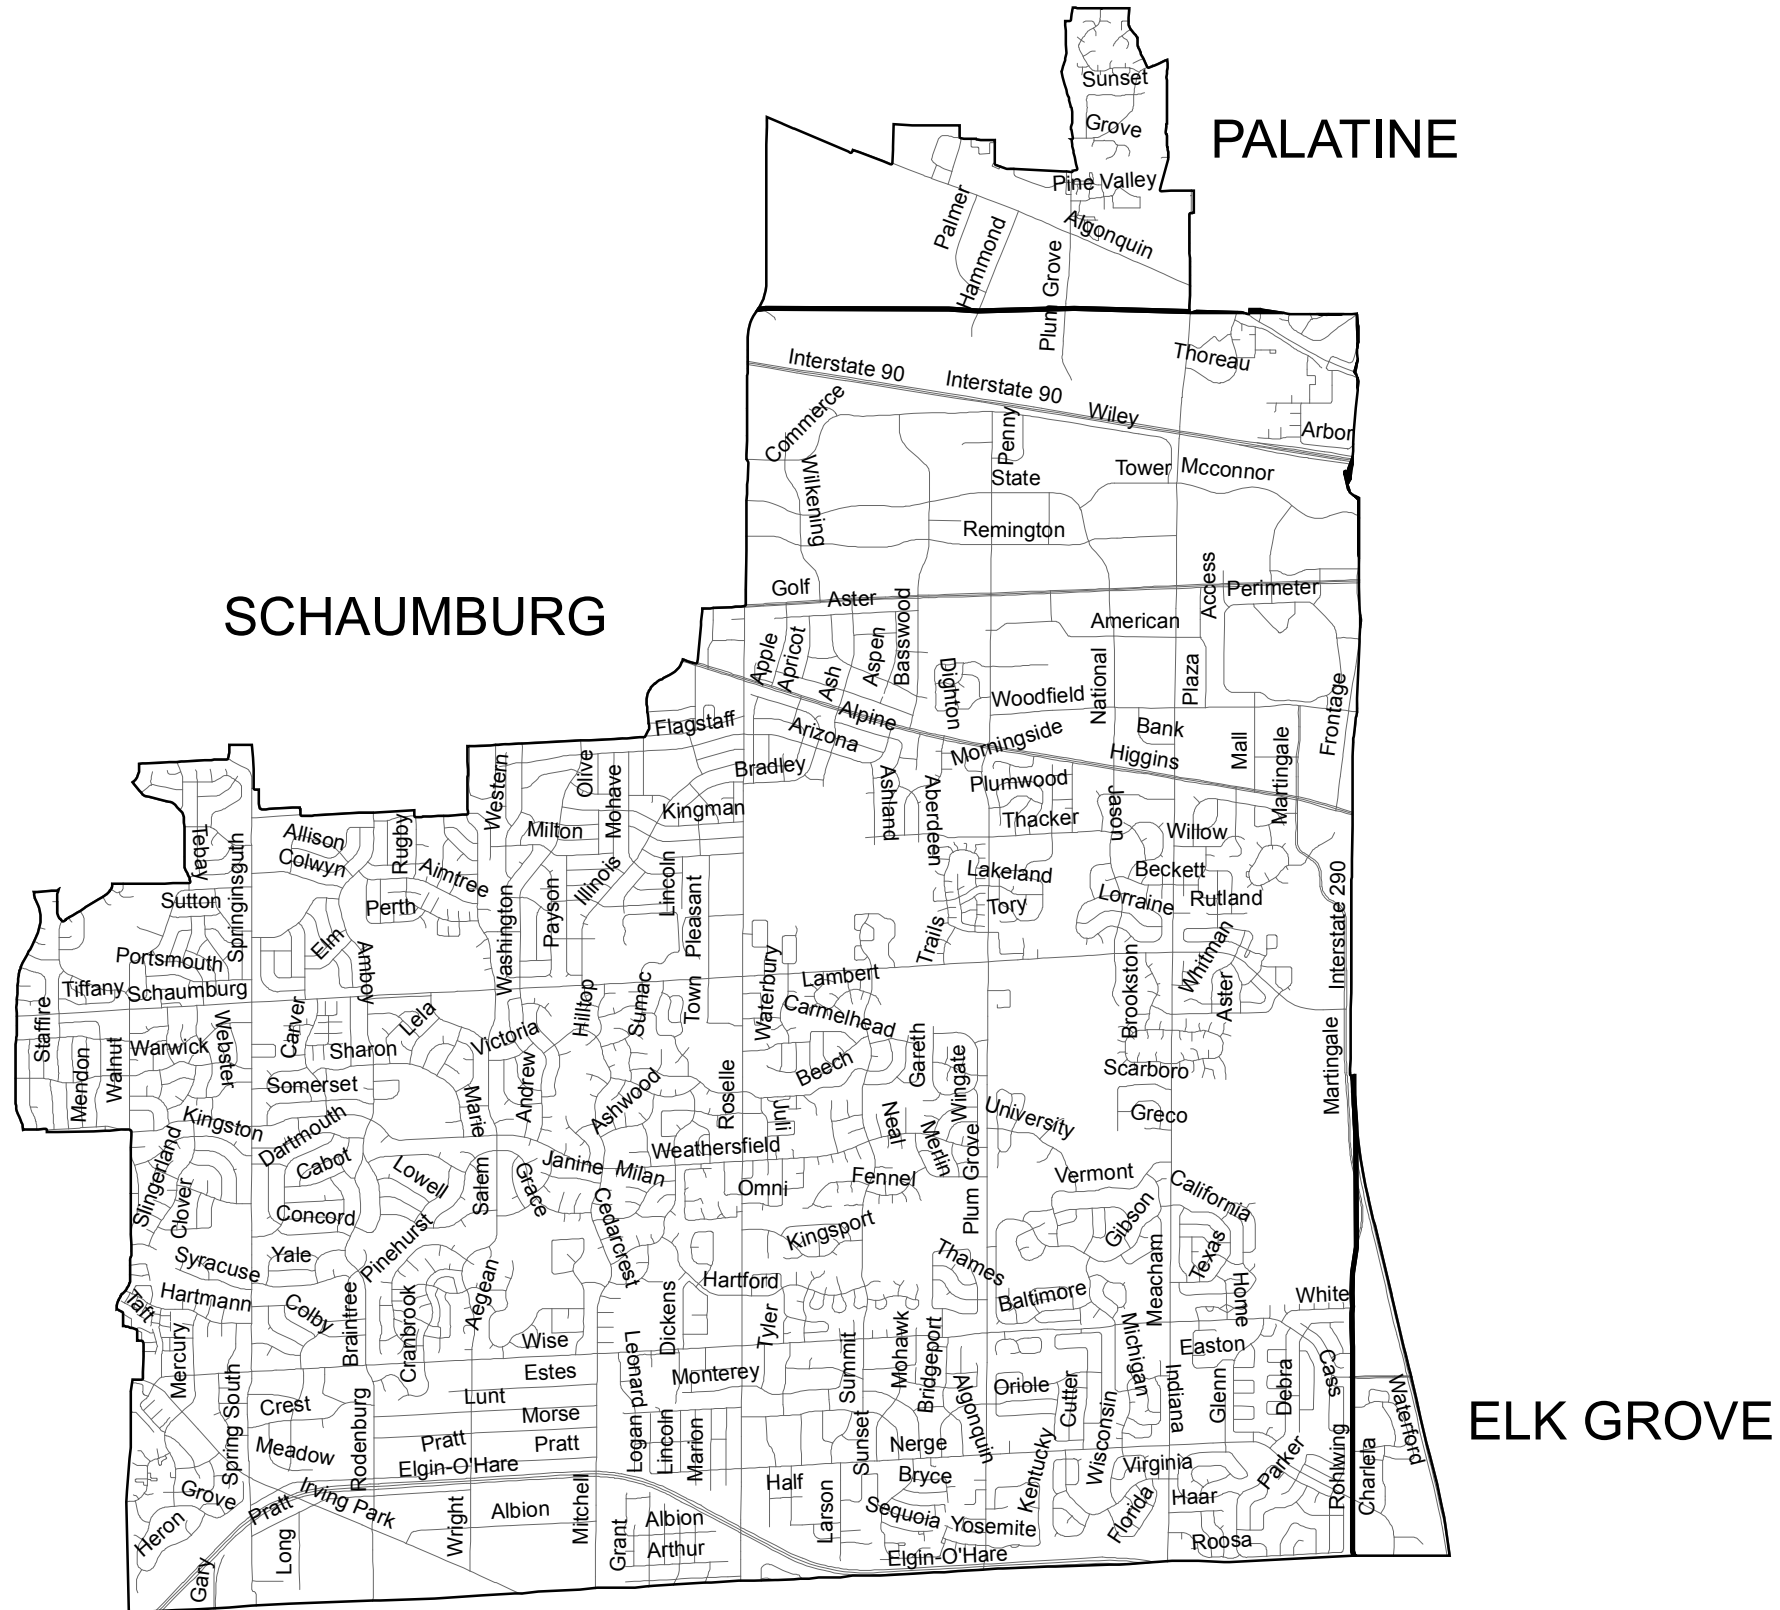 Sunset
PALATINE
Grove
Pine Valley
Palmer
Algonquin
Hammond
Plum Grove
Thoreau
Interstate 90
Interstate 90
Wiley
Commerce
Penny
Arbor
Wilkening
State
Tower
Mcconnor
Remington
SCHAUMBURG
Golf
Aster
Basswood
Access
Perimeter
American
Apple
Apricot
Ash
Aspen
Dighton
Woodfield
National
Plaza
Frontage
Flagstaff
Arizona
Alpine
Morningside
Bank
Higgins
Mall
Martingale
Western
Olive
Mohave
Bradley
Kingman
Ashland
Aberdeen
Plumwood
Thacker
Jason
Willow
Tebay
Springinsguth
Allison
Colwyn
Rugby
Aimtree
Milton
Illinois
Lincoln
Pleasant
Lakeland
Beckett
Sutton
Perth
Washington
Payson
Tory
Lorraine
Rutland
Interstate 290
Portsmouth
Elm
Amboy
Trails
Whitman
Tiffany
Schaumburg
Waterbury
Lambert
Brookston
Aster
Staffire
Mendon
Walnut
Warwick
Webster
Carver
Sharon
Lela
Victoria
Hilltop
Sumac
Town
Carmelhead
Beech
Gareth
Wingate
Scarboro
Martingale
Somerset
Marie
Andrew
Ashwood
Roselle
Juli
Neal
Merlin
University
Greco
Kingston
Dartmouth
Weathersfield
Slingerland
Clover
Cabot
Lowell
Salem
Grace
Janine
Milan
Omni
Fennel
Plum Grove
Vermont
California
Concord
Cedarcrest
Kingsport
Gibson
Texas
Syracuse
Yale
Pinehurst
Thames
Meacham
Home
Hartmann
Taft
Colby
Braintree
Cranbrook
Aegean
Hartford
Dickens
Tyler
Baltimore
White
Mercury
Wise
Leonard
Summit
Mohawk
Bridgeport
Michigan
Easton
Estes
Monterey
Algonquin
Oriole
Cutter
Wisconsin
Indiana
Glenn
Debra
Cass
Waterford
Spring South
Crest
Rodenburg
Lunt
Morse
Logan
Lincoln
Marion
Sunset
Nerge
Kentucky
ELK GROVE
Meadow
Pratt
Pratt
Elgin-O'Hare
Half
Bryce
Virginia
Parker
Rohlwing
Charlela
Grove
Pratt
Irving Park
Wright
Albion
Mitchell
Grant
Albion
Arthur
Larson
Sequoia
Yosemite
Florida
Haar
Heron
Gary
Long
Elgin-O'Hare
Roosa